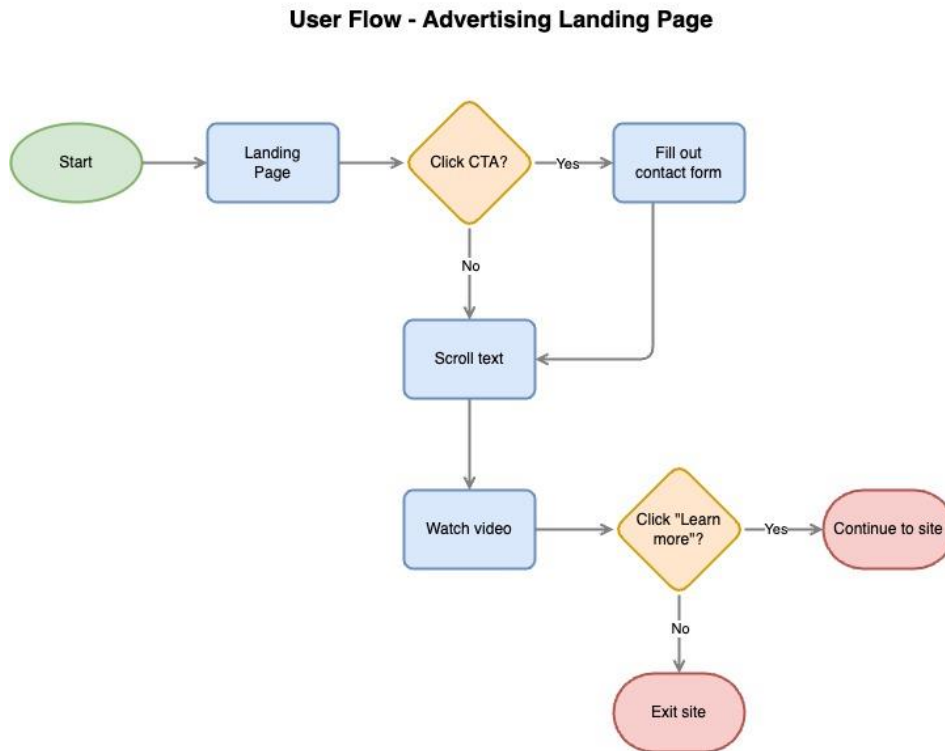 User Flow - Advertising Landing Page
Start
Landing
Page
Click CTA?
Yes
Fill out
contact form
No
Scroll text
Watch video
Click "Learn
more"?
Yes
Continue to site
No
Exit site